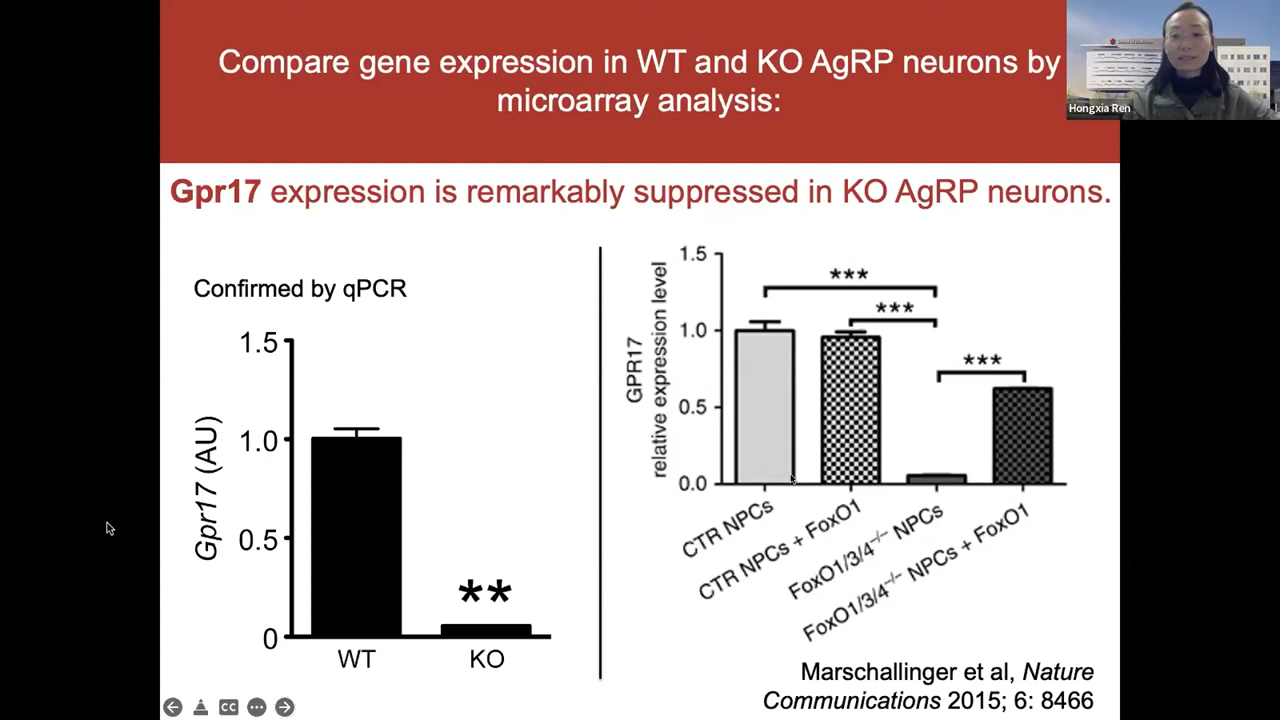 Compare gene expression in WT and KO AgRP neurons by
microarray analysis:
Hongxia Ren
Gpr17 expression is remarkably suppressed in KO AgRP neurons.
Confirmed by qPCR
Gpr17 (AU)
1.5
1.0
0.5
0
**
WT
KO
GPR17
relative expression level
1.5
1.0
0.5
0.0
***
***
***
CTR NPCs
CTR NPCs + FoxO1
FoxO1/3/4⁻/⁻ NPCs
FoxO1/3/4⁻/⁻ NPCs + FoxO1
Marschallinger et al, Nature
Communications 2015; 6: 8466
CC